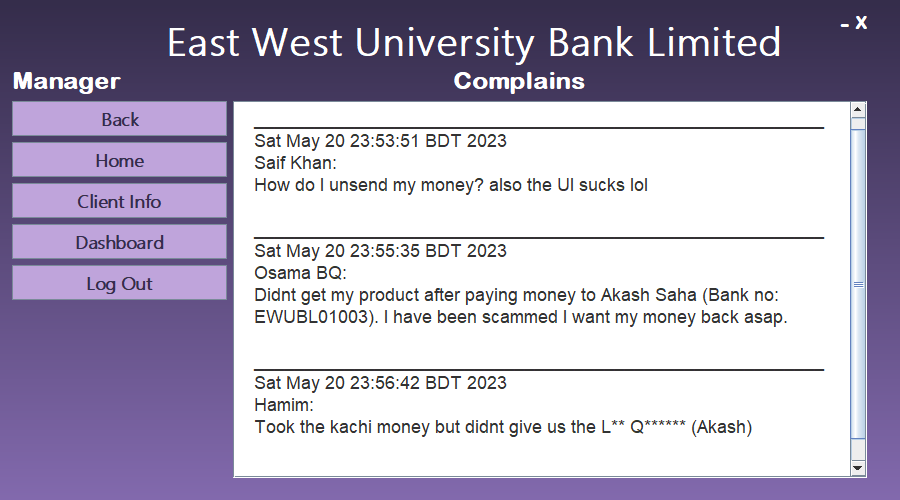 East West University Bank Limited
- X
Manager
Complains
Back
Home
Client Info
Dashboard
Log Out
Sat May 20 23:53:51 BDT 2023
Saif Khan:
How do I unsend my money? also the UI sucks lol
Sat May 20 23:55:35 BDT 2023
Osama BQ:
Didnt get my product after paying money to Akash Saha (Bank no:
EWUBL01003). I have been scammed I want my money back asap.
Sat May 20 23:56:42 BDT 2023
Hamim:
Took the kachi money but didnt give us the L** Q****** (Akash)